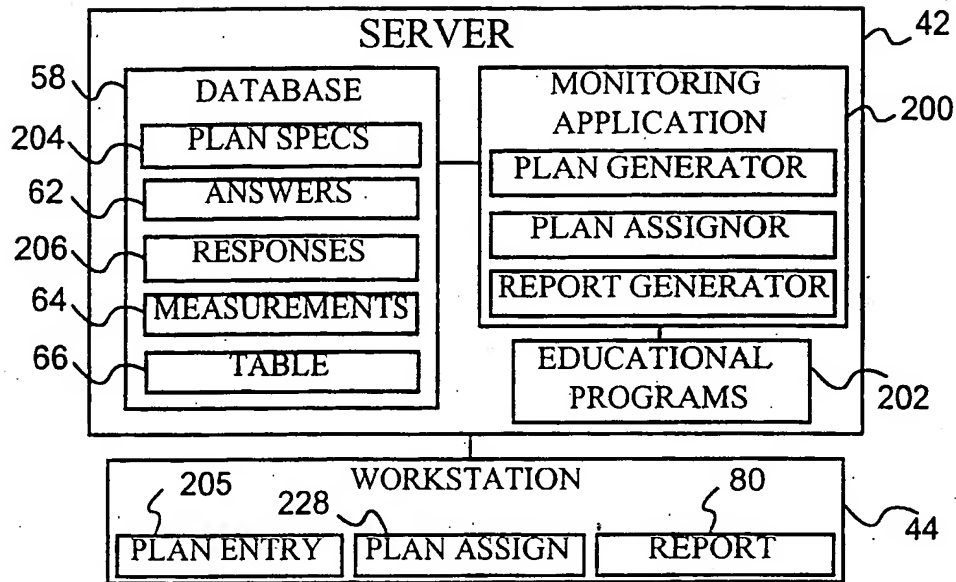 SERVER
42
58
DATABASE
204
PLAN SPECS
62
ANSWERS
206
RESPONSES
64
MEASUREMENTS
66
TABLE
MONITORING
APPLICATION
200
PLAN GENERATOR
PLAN ASSIGNOR
REPORT GENERATOR
EDUCATIONAL
PROGRAMS
202
WORKSTATION
44
205
PLAN ENTRY
228
PLAN ASSIGN
80
REPORT